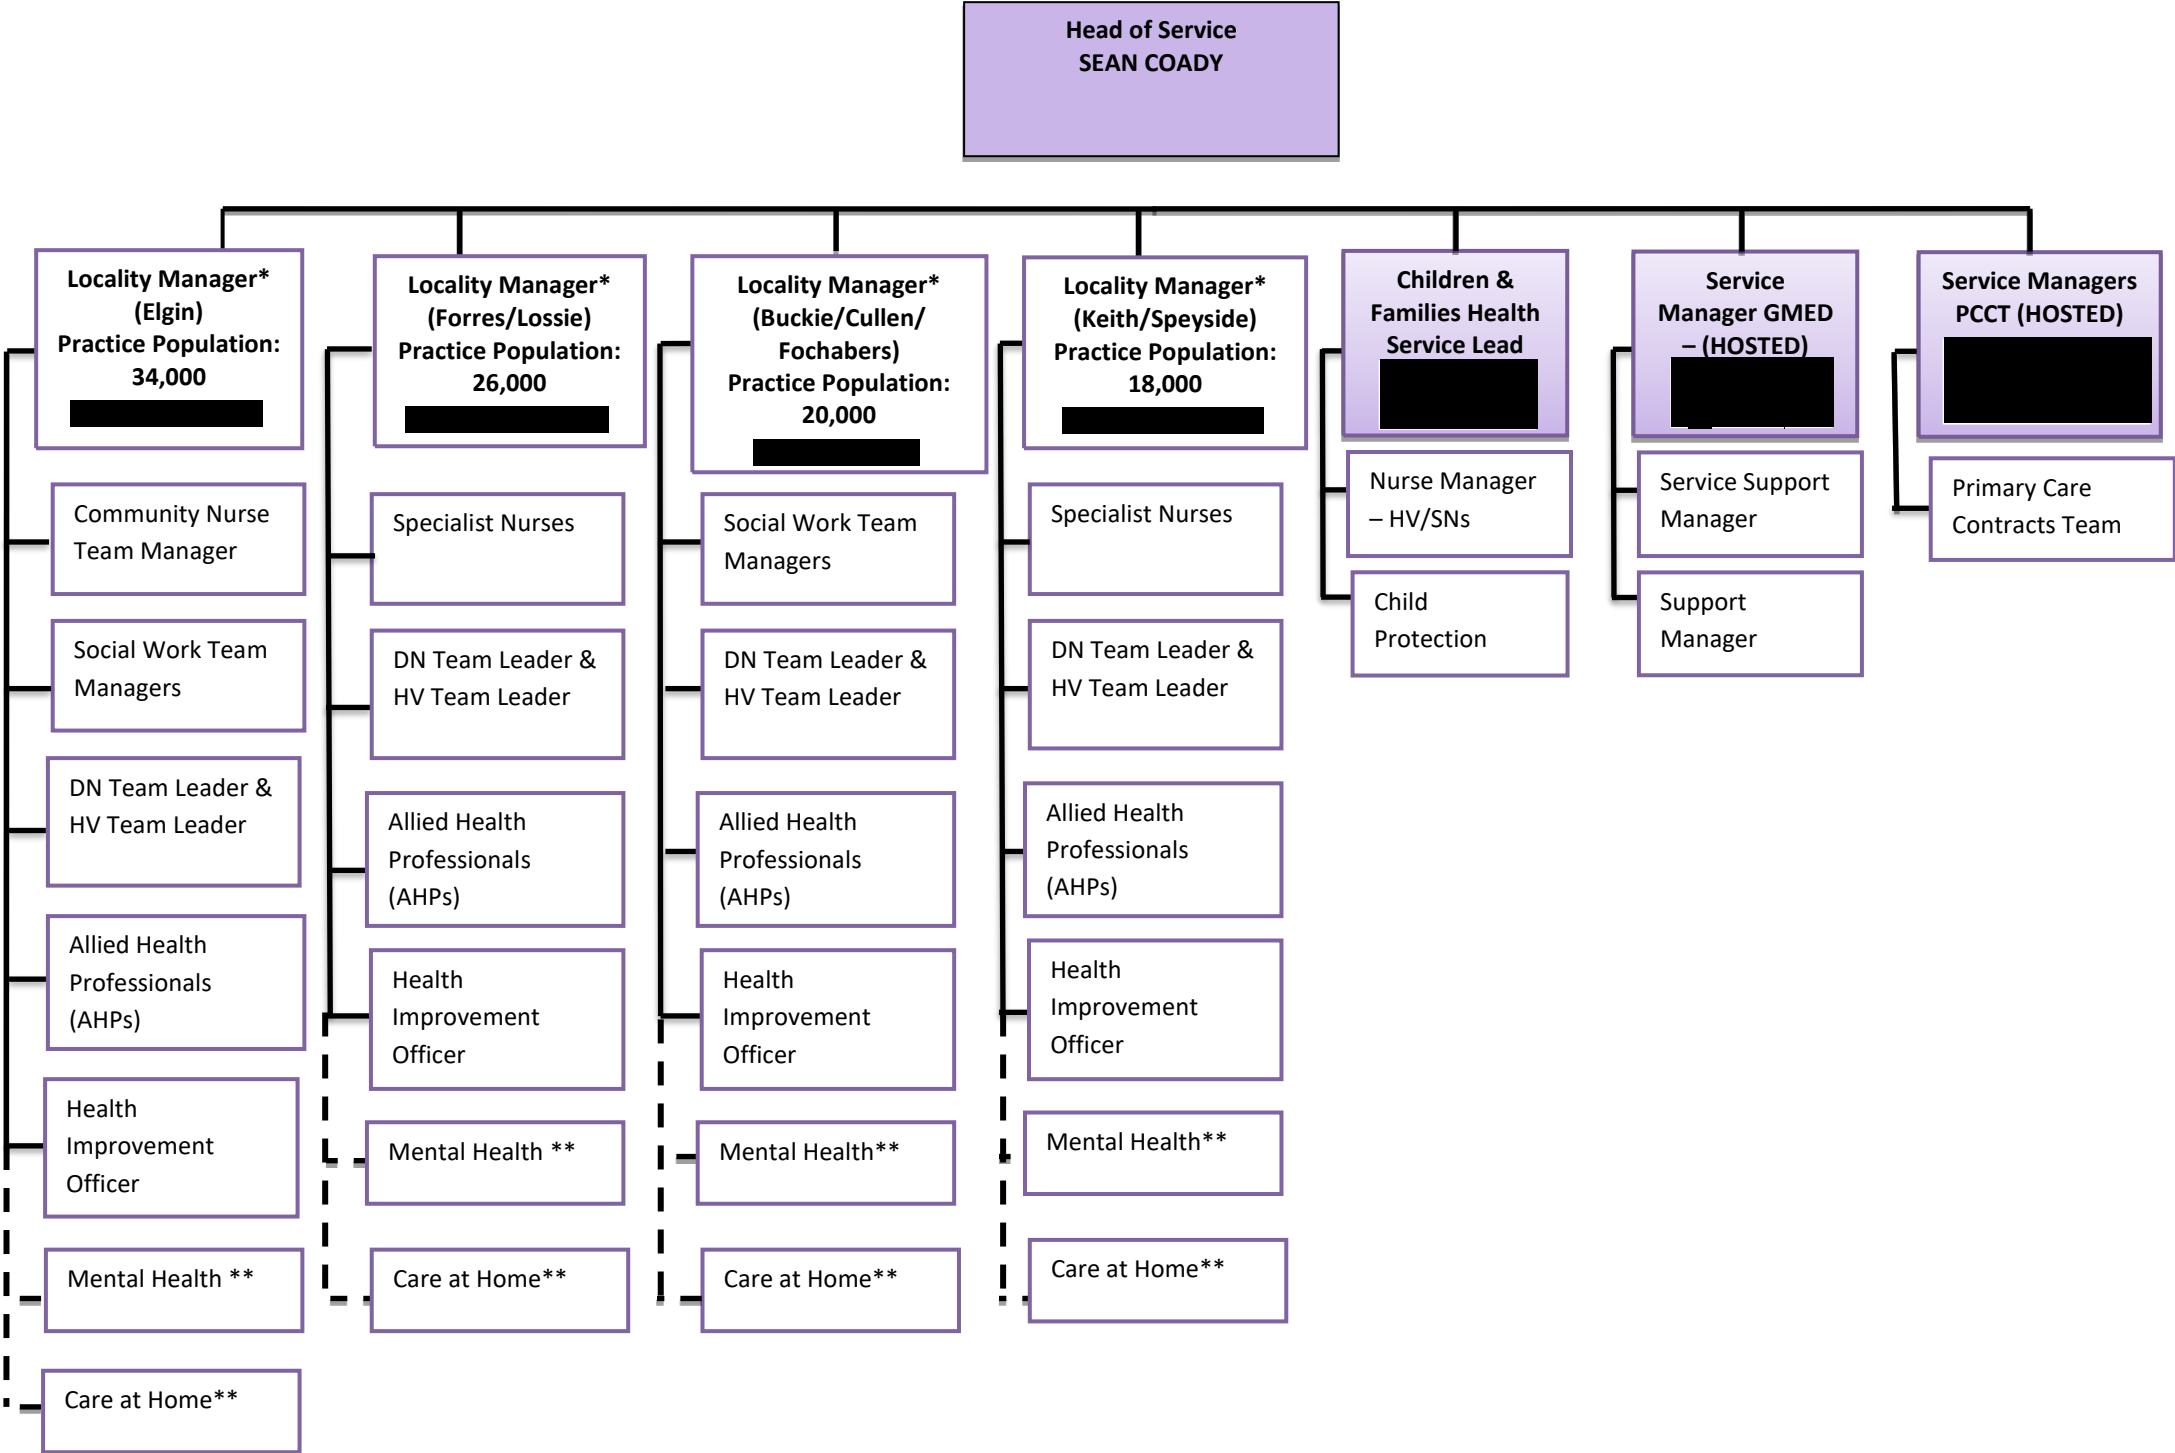 Head of Service
SEAN COADY
Locality Manager*
(Elgin)
Practice Population:
34,000
Community Nurse
Team Manager
Social Work Team
Managers
DN Team Leader &
HV Team Leader
Allied Health
Professionals
(AHPs)
Health
Improvement
Officer
Mental Health **
Care at Home**
Locality Manager*
(Forres/Lossie)
Practice Population:
26,000
Specialist Nurses
DN Team Leader &
HV Team Leader
Allied Health
Professionals
(AHPs)
Health
Improvement
Officer
Mental Health **
Care at Home**
Locality Manager*
(Buckie/Cullen/
Fochabers)
Practice Population:
20,000
Social Work Team
Managers
DN Team Leader &
HV Team Leader
Allied Health
Professionals
(AHPs)
Health
Improvement
Officer
Mental Health**
Care at Home**
Locality Manager*
(Keith/Speyside)
Practice Population:
18,000
Specialist Nurses
DN Team Leader &
HV Team Leader
Allied Health
Professionals
(AHPs)
Health
Improvement
Officer
Mental Health**
Care at Home**
Children &
Families Health
Service Lead
Nurse Manager
– HV/SNs
Child
Protection
Service
Manager GMED
– (HOSTED)
Service Support
Manager
Support
Manager
Service Managers
PCCT (HOSTED)
Primary Care
Contracts Team